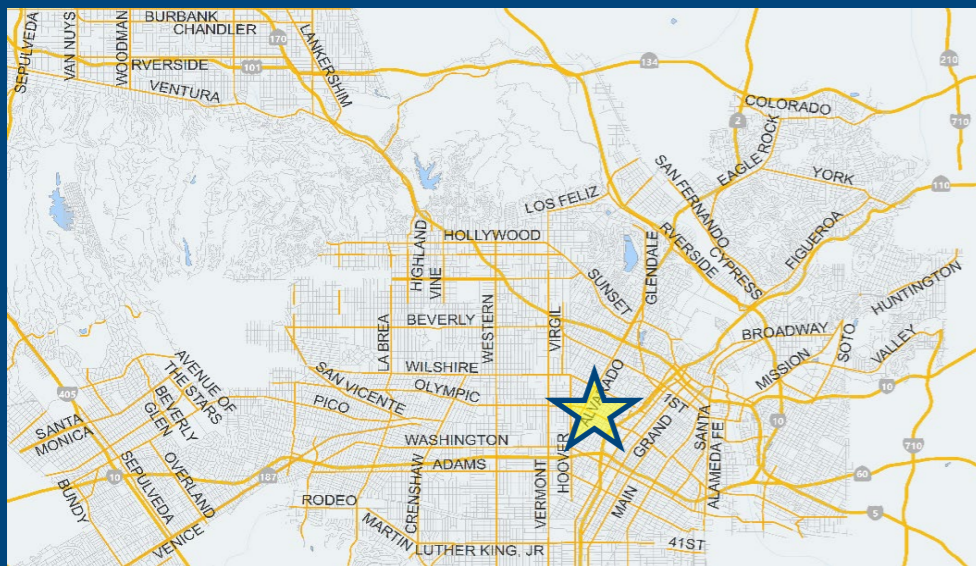 BURBANK
CHANDLER
SEPULVEDA
VAN NUYS
WOODMAN
170
LANKERSHIM
RVERSIDE
101
VENTURA
134
210
COLORADO
2
710
EAGLE ROCK
SAN FERNANDO
YORK
110
LOS FELIZ
FIGUEROA
HOLLYWOOD
HIGHLAND
VINE
RVERSIDE
CYPRESS
GLENDALE
SUNSET
HUNTINGTON
BEVERLY
LA BREA
WESTERN
VIRGIL
BROADWAY
SOTO
VALLEY
MISSION
AVENUE OF
THE STARS
WILSHIRE
OLYMPIC
SAN VICENTE
ALVARADO
10
405
BEVERLY
GLEN
PICO
1ST
SANTA
MONICA
GRAND
SANTA
FE
10
WASHINGTON
HOOVER
710
ADAMS
10
SEPULVEDA
OVERLAND
187
60
ALAMEDA
BUNDY
RODEO
CRENSHAW
VERMONT
MAIN
5
VENICE
MARTIN
LUTHER KING, JR
41ST